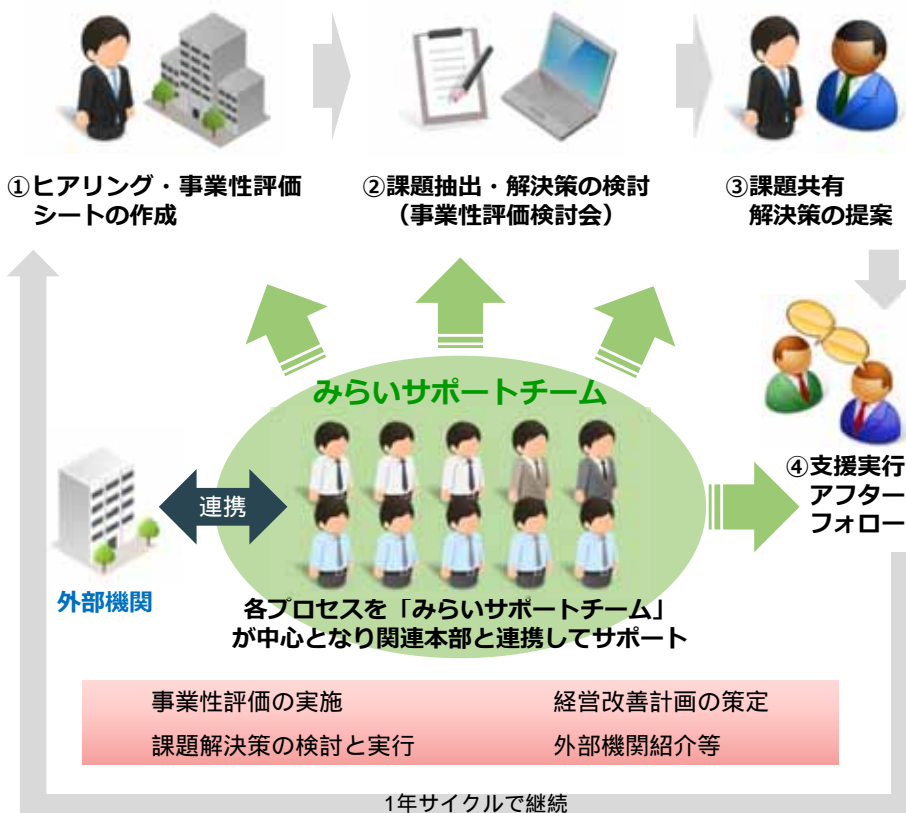 ①ヒアリング・事業性評価
シートの作成
②課題抽出・解決策の検討
（事業性評価検討会）
③課題共有
解決策の提案
みらいサポートチーム
④支援実行
アフター
フォロー
連携
外部機関
各プロセスを「みらいサポートチーム」
が中心となり関連本部と連携してサポート
事業性評価の実施
経営改善計画の策定
課題解決策の検討と実行
外部機関紹介等
1年サイクルで継続